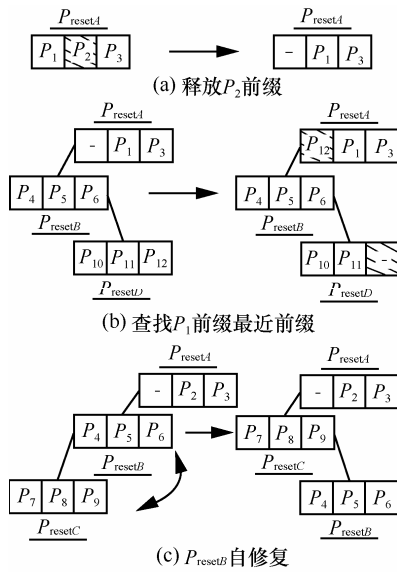 PresetA PresetA
P1 P2 P3 - P1 P3
(a) 释放P2前缀
PresetA PresetA
- P1 P3 P12 P1 P3
P4 P5 P6 P4 P5 P6
PresetB PresetB
P10 P11 P12 P10 P11 -
PresetD PresetD
(b) 查找P1前缀最近前缀
PresetA PresetA
- P2 P3 - P2 P3
P4 P5 P6 P7 P8 P9
PresetB PresetC
P7 P8 P9 P4 P5 P6
PresetC PresetB
(c) PresetB自修复